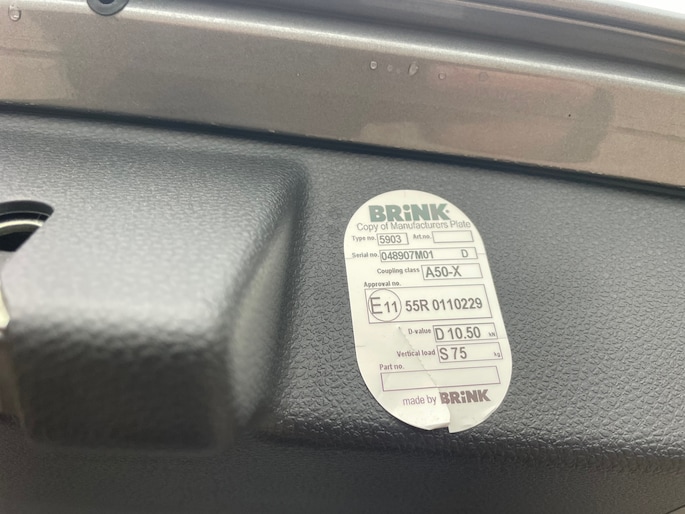 BRiNK
Copy of Manufacturers Plate
Type no. 5903 Art.no.
Serial no. 048907M01 D
Coupling class A50-X
Approval no.
E11 55R 0110229
D-value D 10.50 kN
Vertical load S 75 kg
Part no.
made by BRiNK